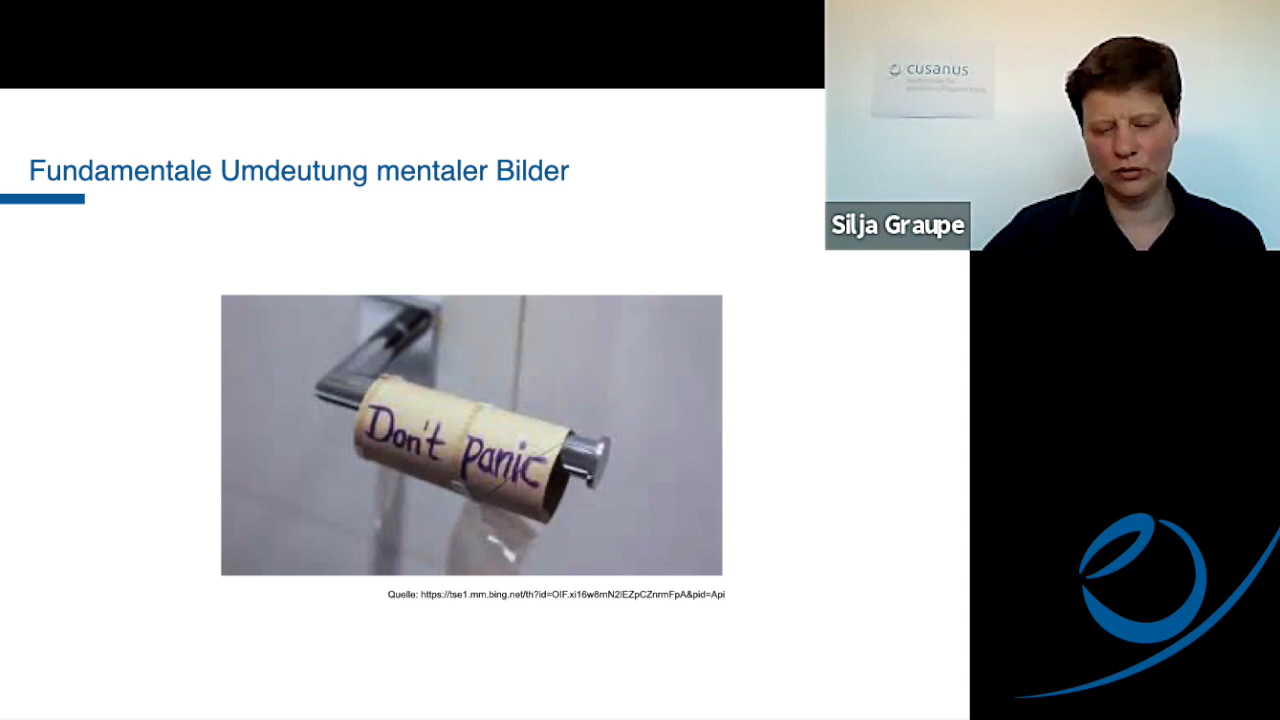 Fundamentale Umdeutung mentaler Bilder
cusanus
Silja Graupe
Don't panic
Quelle: https://tse1.mm.bing.net/th?id=OIF.xi16w8rnN2lEZpCZnrmFpA&pid=Api